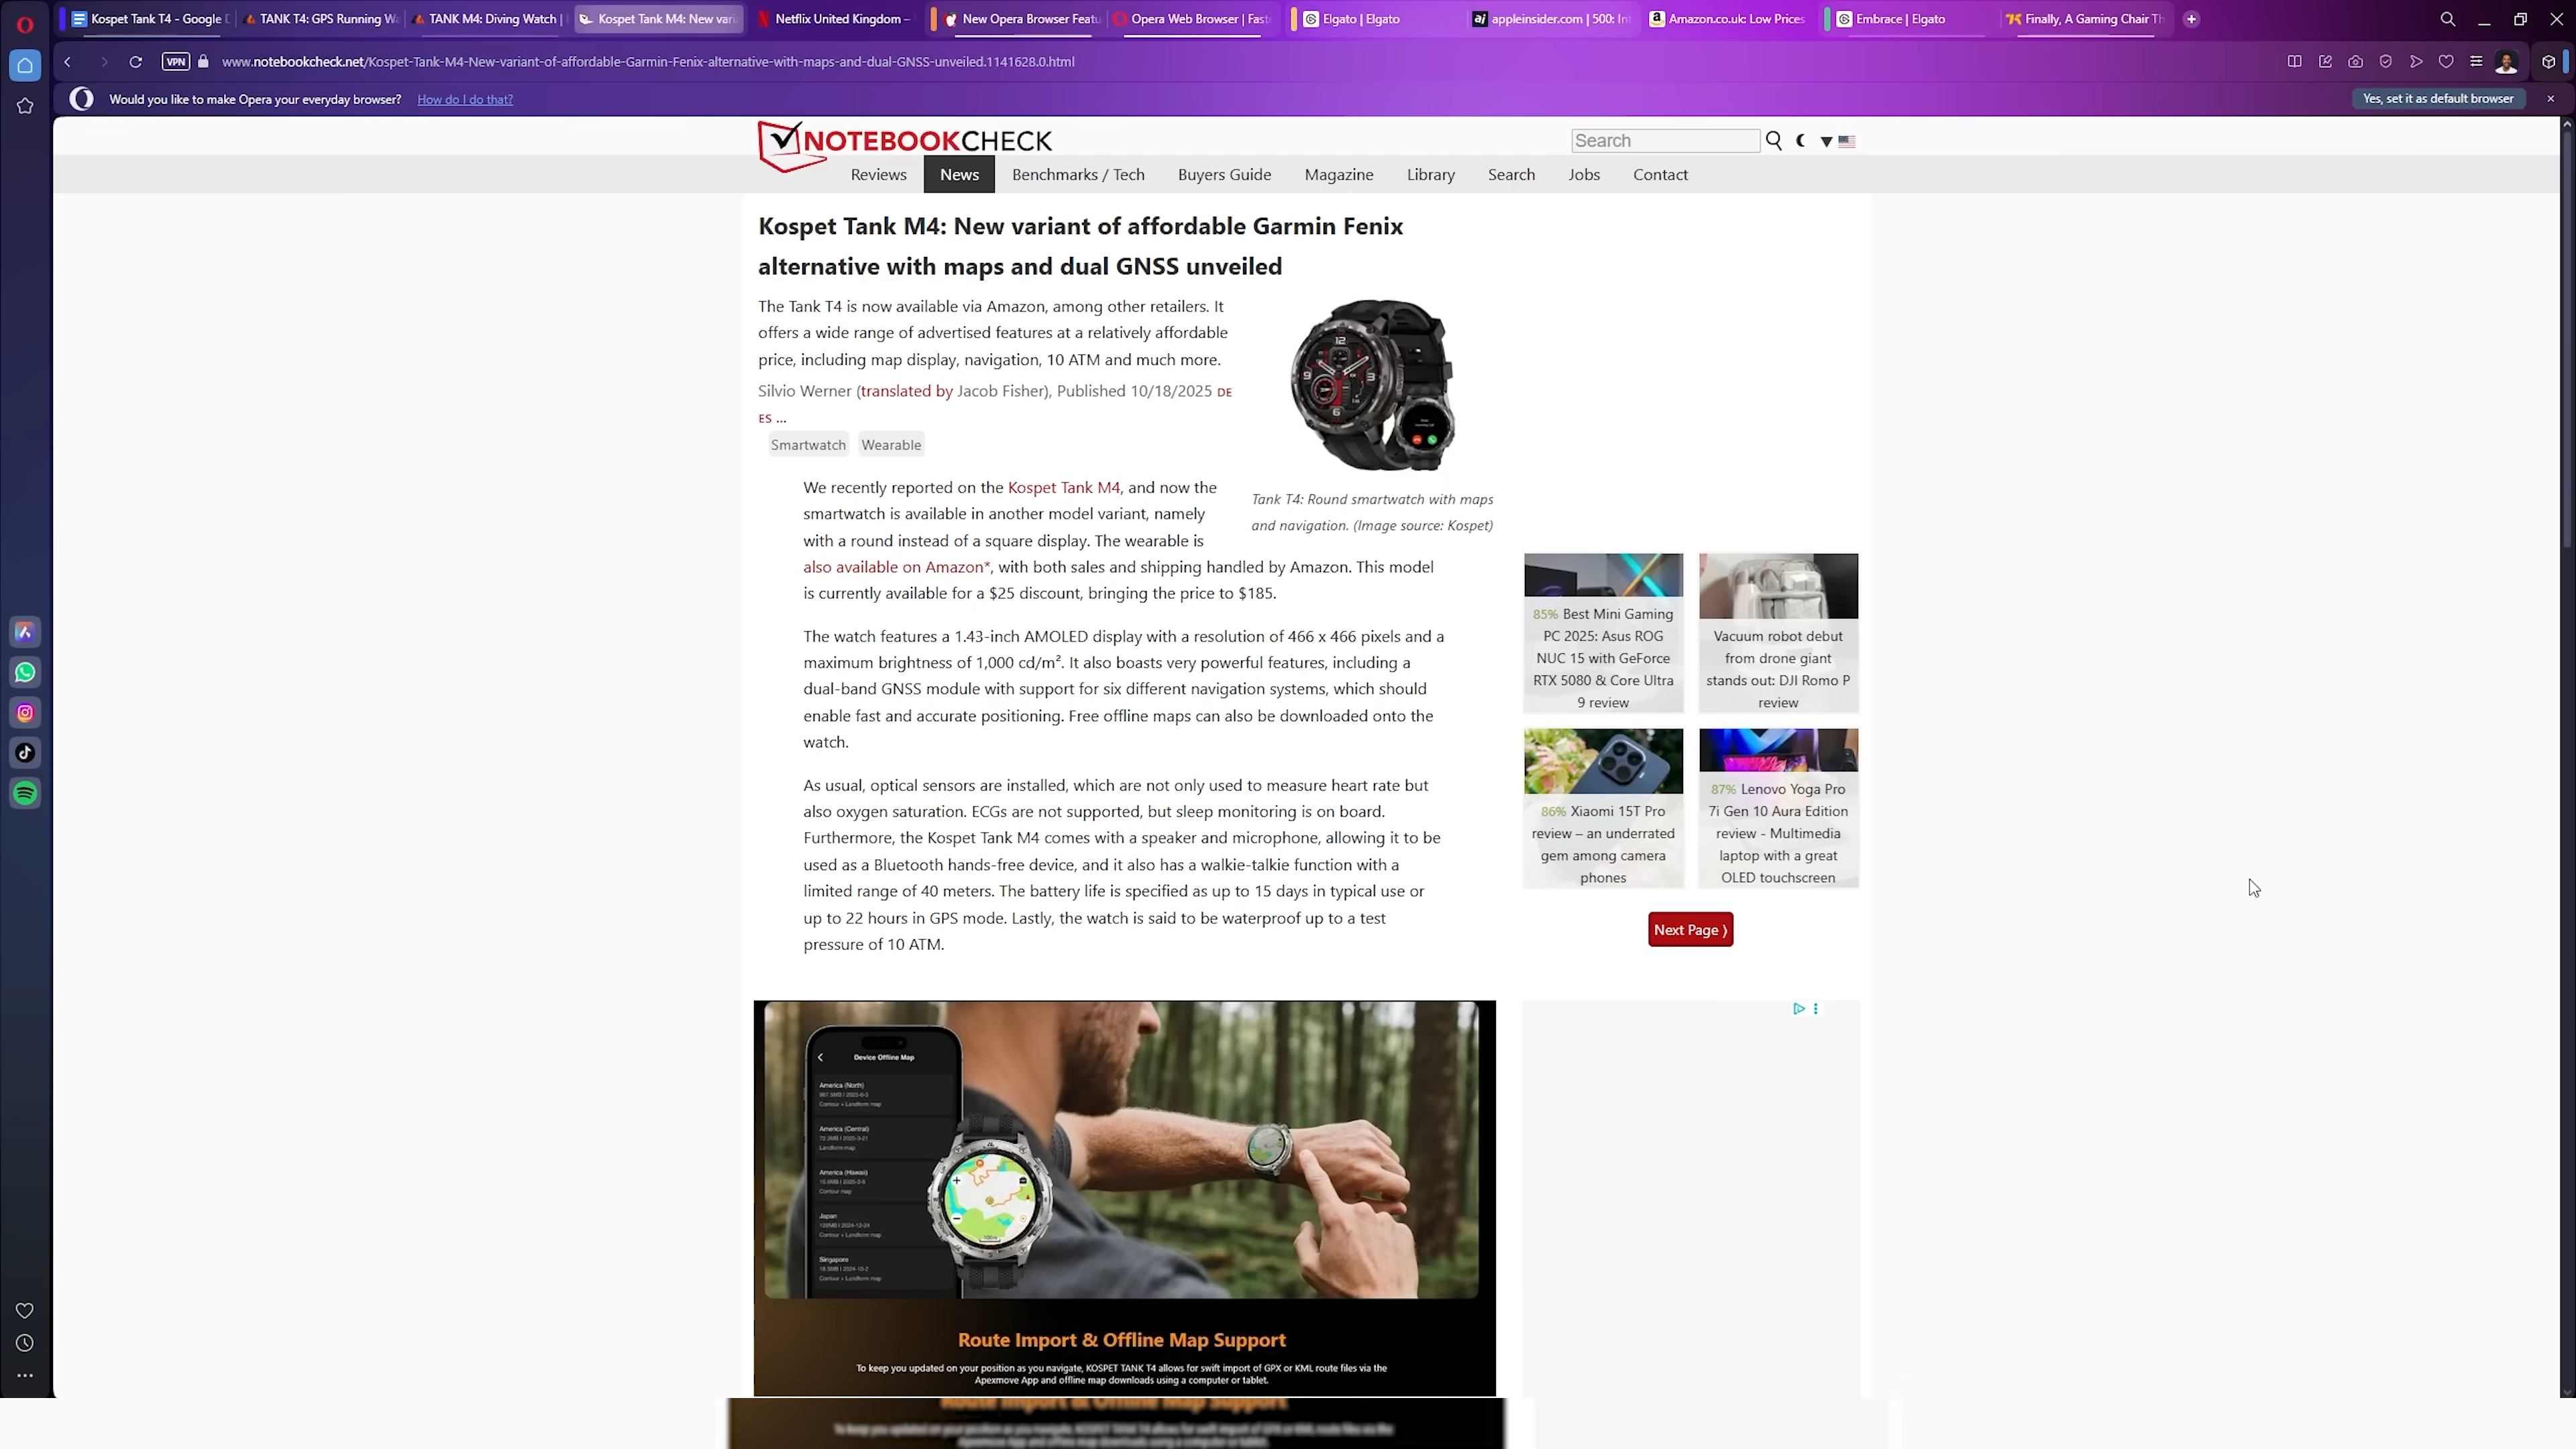 Kospet Tank T4 - Google D
TANK T4: GPS Running Wa
TANK M4: Diving Watch |
Kospet Tank M4: New vari
Netflix United Kingdom –
New Opera Browser Featu
Opera Web Browser | Faste
Elgato | Elgato
appleinsider.com | 500: Int
Amazon.co.uk: Low Prices
Embrace | Elgato
Finally, A Gaming Chair Th
VPN
www.notebookcheck.net/Kospet-Tank-M4-New-variant-of-affordable-Garmin-Fenix-alternative-with-maps-and-dual-GNSS-unveiled.1141628.0.html
Would you like to make Opera your everyday browser? How do I do that?
Yes, set it as default browser
NOTEBOOKCHECK
Search
Reviews News Benchmarks / Tech Buyers Guide Magazine Library Search Jobs Contact
Kospet Tank M4: New variant of affordable Garmin Fenix
alternative with maps and dual GNSS unveiled
The Tank T4 is now available via Amazon, among other retailers. It
offers a wide range of advertised features at a relatively affordable
price, including map display, navigation, 10 ATM and much more.
Silvio Werner (translated by Jacob Fisher), Published 10/18/2025 DE
ES ...
Smartwatch Wearable
Tank T4: Round smartwatch with maps
and navigation. (Image source: Kospet)
We recently reported on the Kospet Tank M4, and now the
smartwatch is available in another model variant, namely
with a round instead of a square display. The wearable is
also available on Amazon*, with both sales and shipping handled by Amazon. This model
is currently available for a $25 discount, bringing the price to $185.
The watch features a 1.43-inch AMOLED display with a resolution of 466 x 466 pixels and a
maximum brightness of 1,000 cd/m². It also boasts very powerful features, including a
dual-band GNSS module with support for six different navigation systems, which should
enable fast and accurate positioning. Free offline maps can also be downloaded onto the
watch.
As usual, optical sensors are installed, which are not only used to measure heart rate but
also oxygen saturation. ECGs are not supported, but sleep monitoring is on board.
Furthermore, the Kospet Tank M4 comes with a speaker and microphone, allowing it to be
used as a Bluetooth hands-free device, and it also has a walkie-talkie function with a
limited range of 40 meters. The battery life is specified as up to 15 days in typical use or
up to 22 hours in GPS mode. Lastly, the watch is said to be waterproof up to a test
pressure of 10 ATM.
85% Best Mini Gaming
PC 2025: Asus ROG
NUC 15 with GeForce
RTX 5080 & Core Ultra
9 review
Vacuum robot debut
from drone giant
stands out: DJI Romo P
review
86% Xiaomi 15T Pro
review – an underrated
gem among camera
phones
87% Lenovo Yoga Pro
7i Gen 10 Aura Edition
review - Multimedia
laptop with a great
OLED touchscreen
Next Page ⟩
Device Offline Map
America (North)
Contour + Landform map
America (Central)
Landform map
America (Hawaii)
Contour map
Japan
Contour + Landform map
Singapore
Contour + Landform map
Route Import & Offline Map Support
To keep you updated on your position as you navigate, KOSPET TANK T4 allows for swift import of GPX or KML route files via the
Apexmove App and offline map downloads using a computer or tablet.